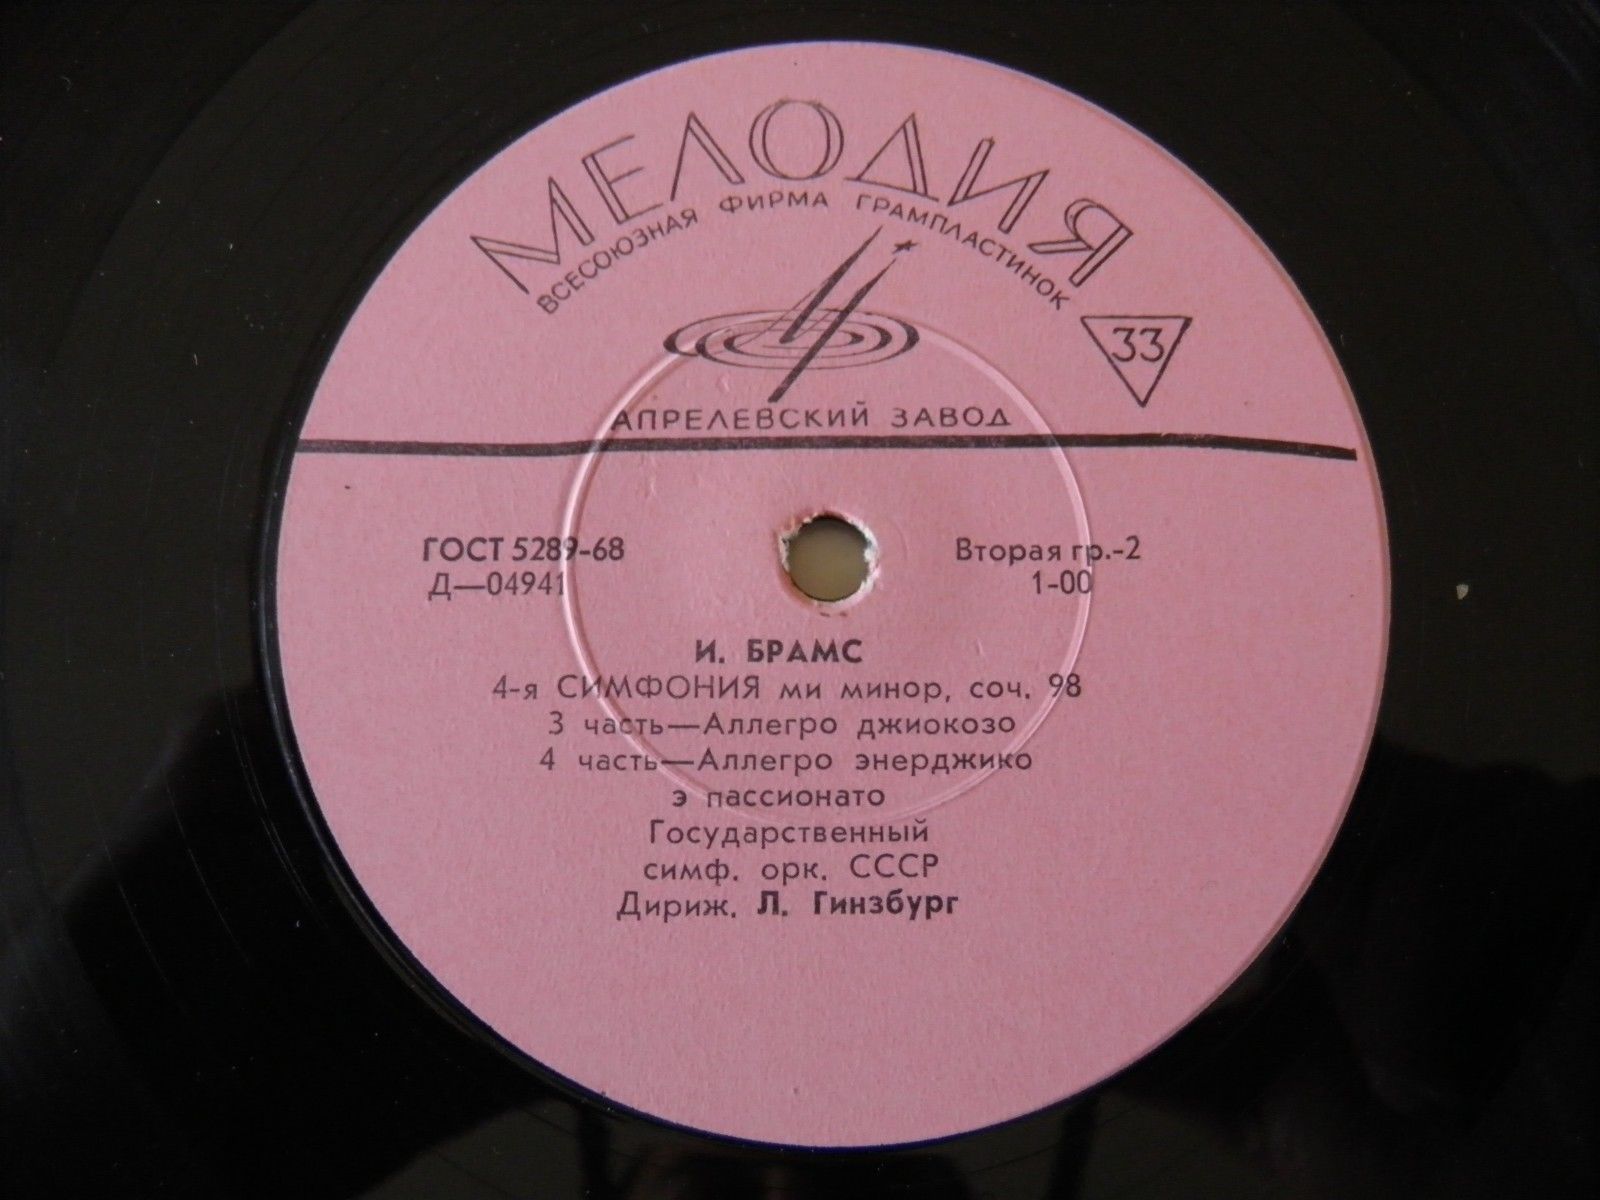 МЕЛОДИЯ
ВСЕСОЮЗНАЯ ФИРМА ГРАМПЛАСТИНОК
33
АПРЕЛЕВСКИЙ ЗАВОД
ГОСТ 5289-68
Вторая гр.-2
Д—04941
1-00
И. БРАМС
4-я СИМФОНИЯ ми минор, соч. 98
3 часть—Аллегро джиокозо
4 часть—Аллегро энерджико
э пассионато
Государственный
симф. орк. СССР
Дириж. Л. Гинзбург